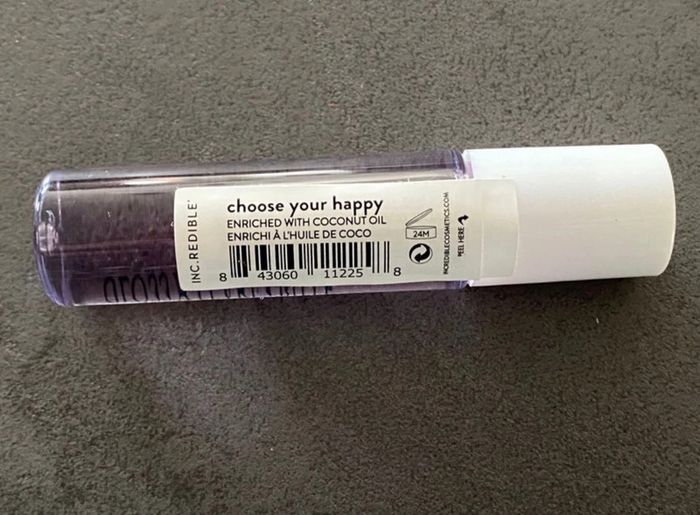 INC.REDIBLE
choose your happy
ENRICHED WITH COCONUT OIL
ENRICHI À L'HUILE DE COCO
8 43060 11225 8
24M
INCREDIBLECOSMETICS.COM
PEEL HERE